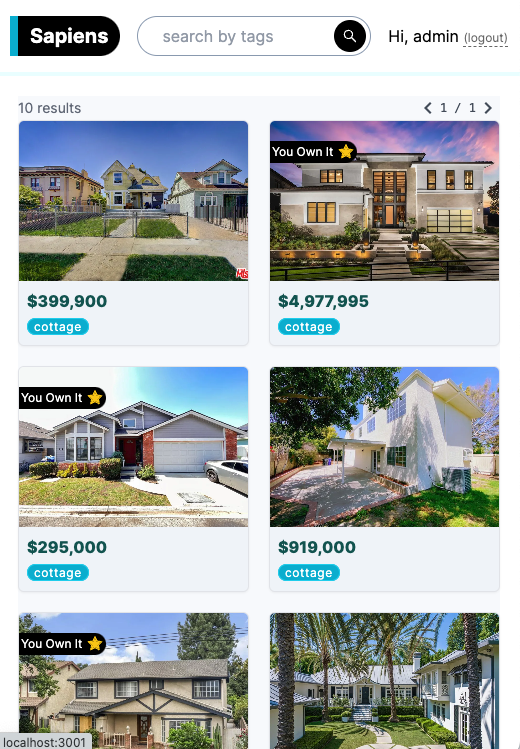 Sapiens
search by tags
Hi, admin (logout)
10 results
1 / 1
You Own It
$399,900
cottage
$4,977,995
cottage
You Own It
$295,000
cottage
$919,000
cottage
You Own It
localhost:3001